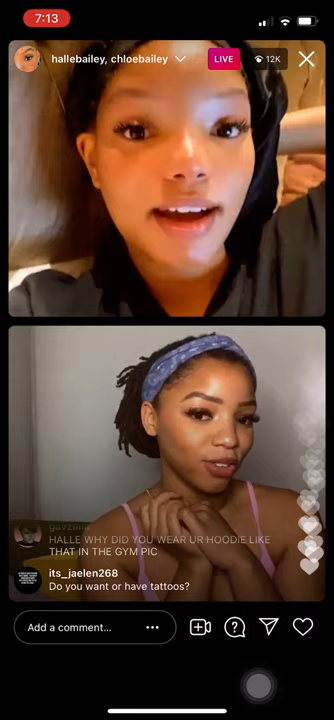 7:13
hallebailey, chloebailey
LIVE
12K
HALLE WHY DID YOU WEAR UR HOODIE LIKE
THAT IN THE GYM PIC
its_jaelen268
Do you want or have tattoos?
Add a comment...